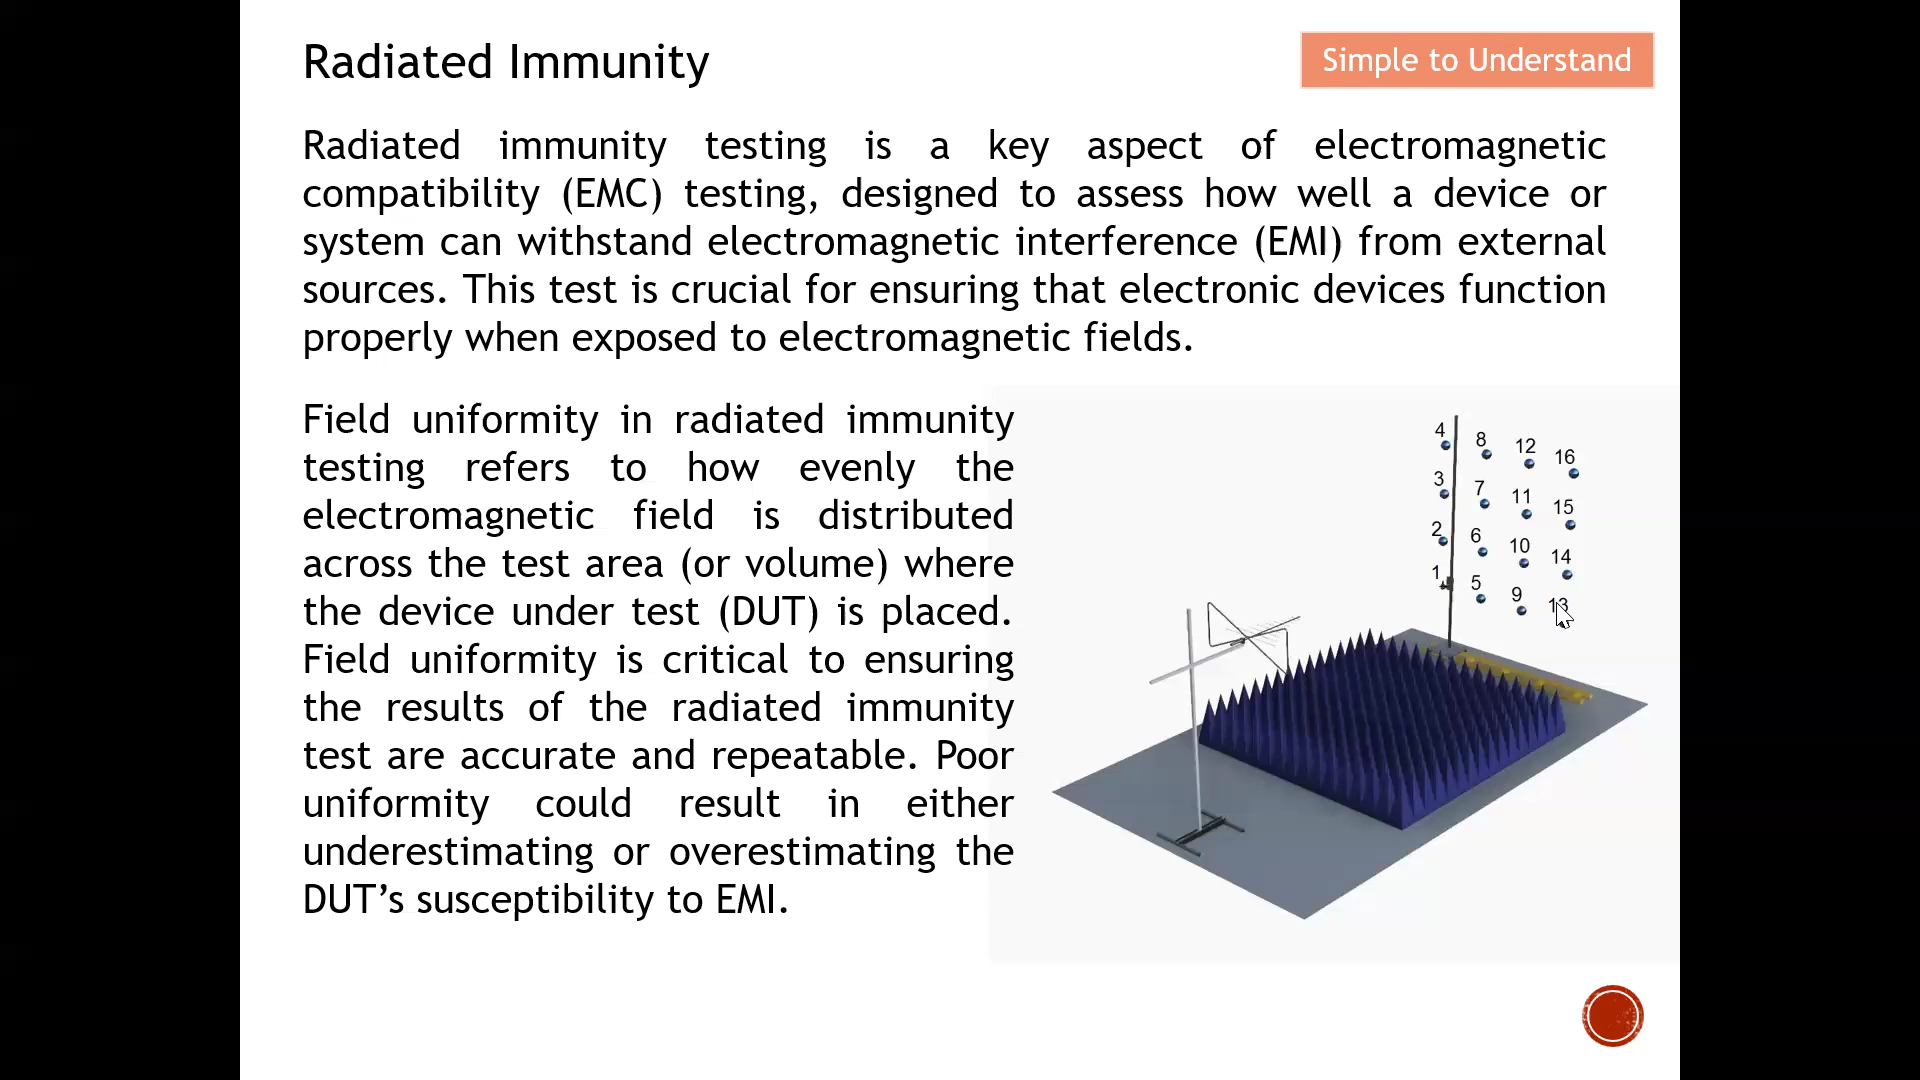 Radiated Immunity
Simple to Understand
Radiated immunity testing is a key aspect of electromagnetic
compatibility (EMC) testing, designed to assess how well a device or
system can withstand electromagnetic interference (EMI) from external
sources. This test is crucial for ensuring that electronic devices function
properly when exposed to electromagnetic fields.
Field uniformity in radiated immunity
testing refers to how evenly the
electromagnetic field is distributed
across the test area (or volume) where
the device under test (DUT) is placed.
Field uniformity is critical to ensuring
the results of the radiated immunity
test are accurate and repeatable. Poor
uniformity could result in either
underestimating or overestimating the
DUT’s susceptibility to EMI.
4 8 12 16
3 7 11 15
2 6 10 14
1 5 9 13